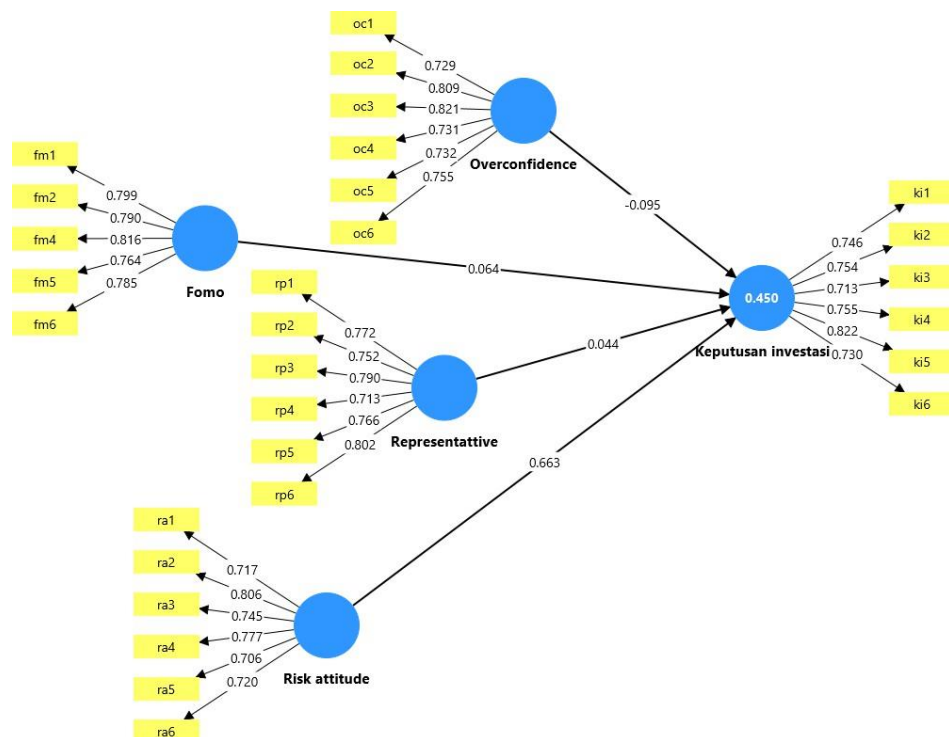 oc1
oc2
oc3
oc4
oc5
oc6
0.729
0.809
0.821
0.731
0.732
0.755
Overconfidence
-0.095
fm1
fm2
fm4
fm5
fm6
0.799
0.790
0.816
0.764
0.785
Fomo
0.064
rp1
rp2
rp3
rp4
rp5
rp6
0.772
0.752
0.790
0.713
0.766
0.802
Representattive
0.044
ra1
ra2
ra3
ra4
ra5
ra6
0.717
0.806
0.745
0.777
0.706
0.720
Risk attitude
0.663
0.450
Keputusan investasi
0.746
0.754
0.713
0.755
0.822
0.730
ki1
ki2
ki3
ki4
ki5
ki6